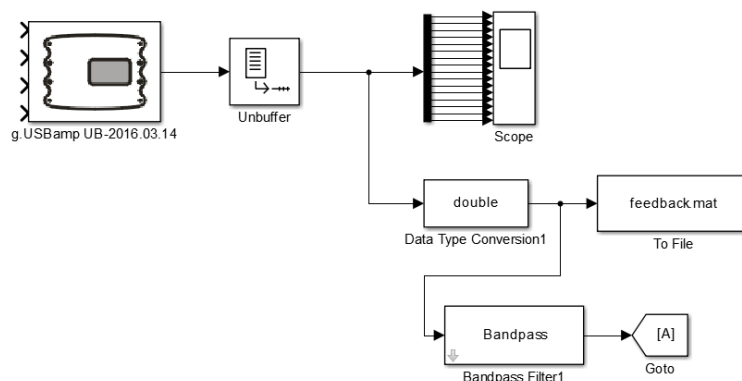 g.USBamp UB-2016.03.14
Unbuffer
Scope
double
Data Type Conversion1
feedback.mat
To File
Bandpass
Bandpass Filter1
[A]
Goto